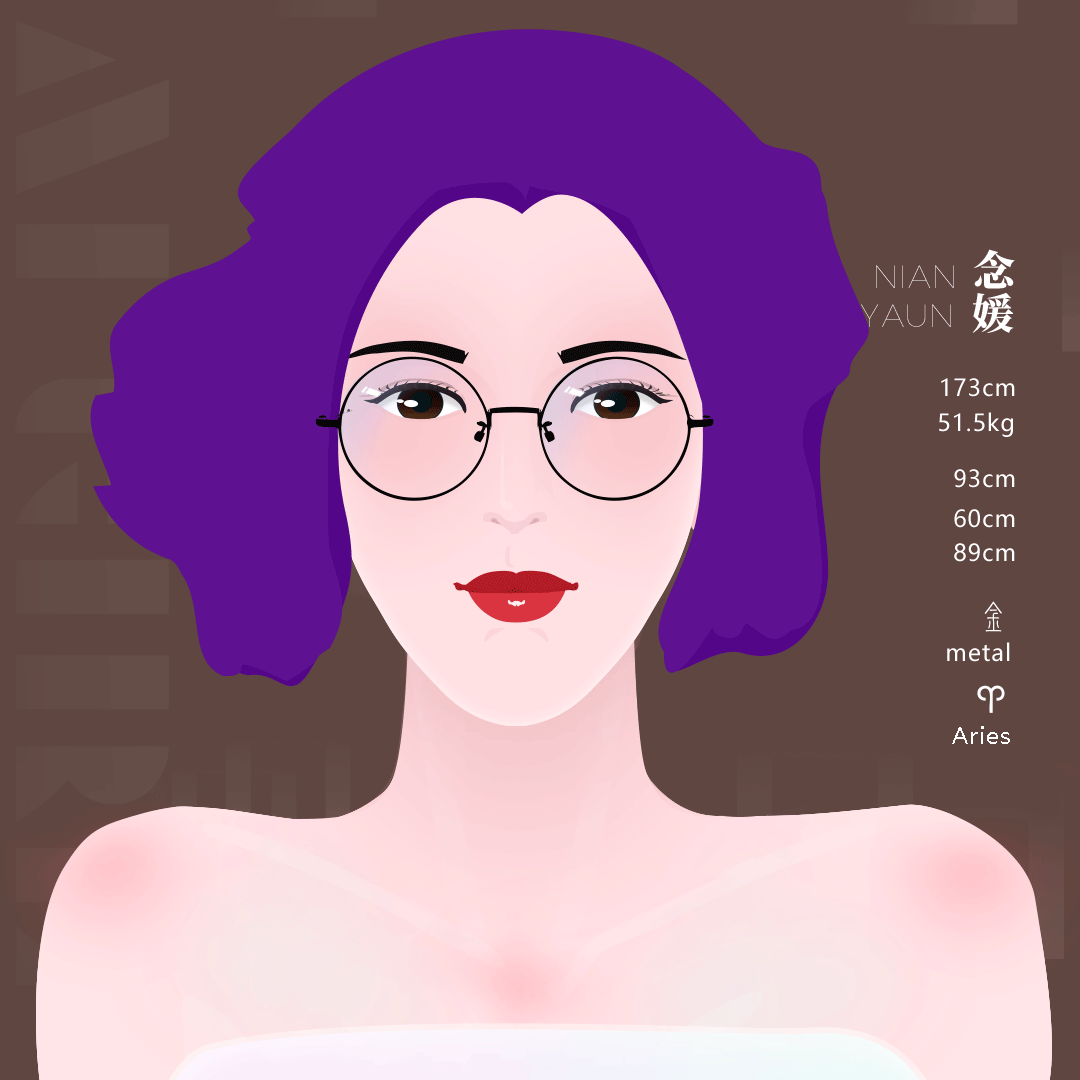 NIAN
YAUN
念媛
173cm
51.5kg
93cm
60cm
89cm
金
metal
Aries